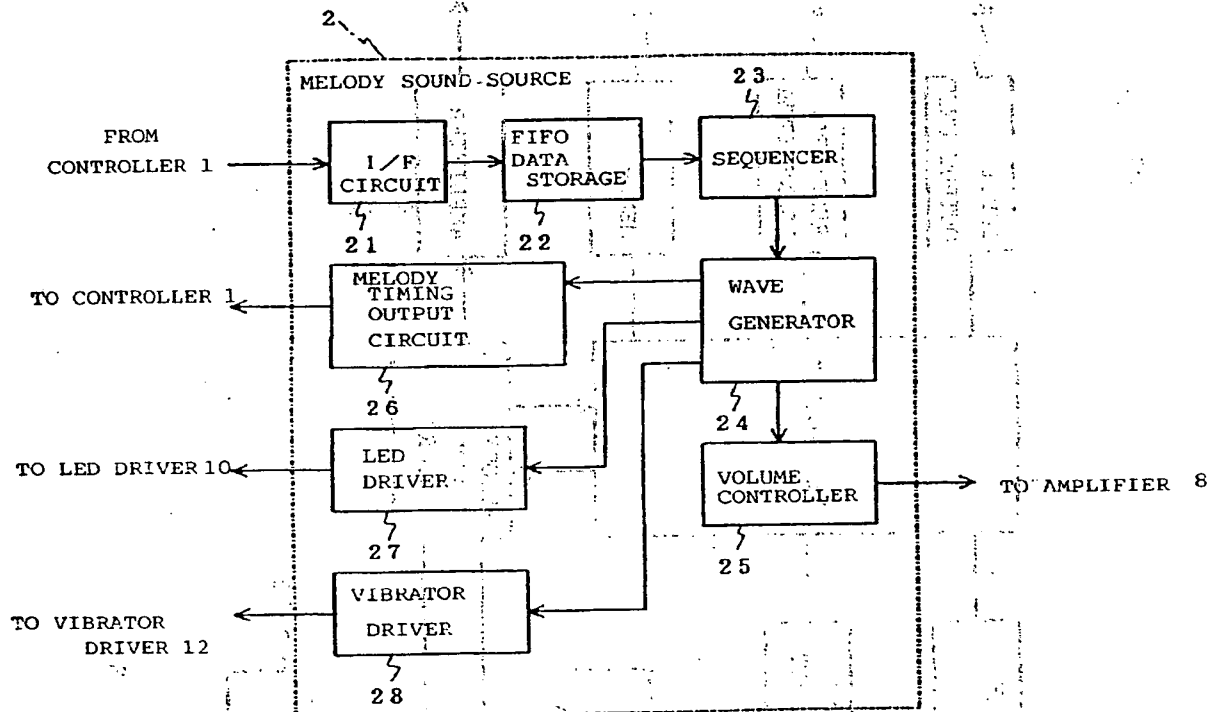 2
MELODY SOUND SOURCE
23
FROM
CONTROLLER 1
I/F
CIRCUIT
FIFO
DATA
STORAGE
SEQUENCER
21
22
TO CONTROLLER 1
MELODY
TIMING
OUTPUT
CIRCUIT
WAVE
GENERATOR
26
24
TO LED DRIVER 10
LED
DRIVER
VOLUME
CONTROLLER
TO AMPLIFIER 8
27
25
TO VIBRATOR
DRIVER 12
VIBRATOR
DRIVER
28